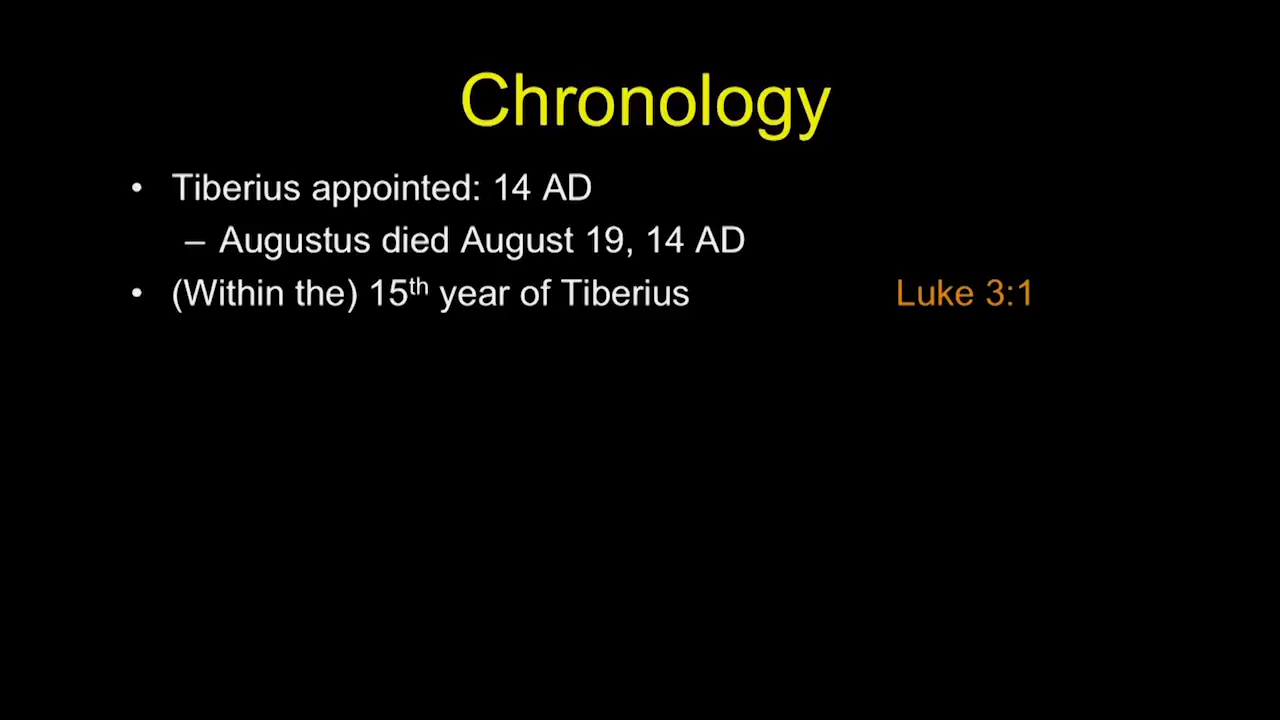 Chronology
• Tiberius appointed: 14 AD
– Augustus died August 19, 14 AD
• (Within the) 15th year of Tiberius Luke 3:1